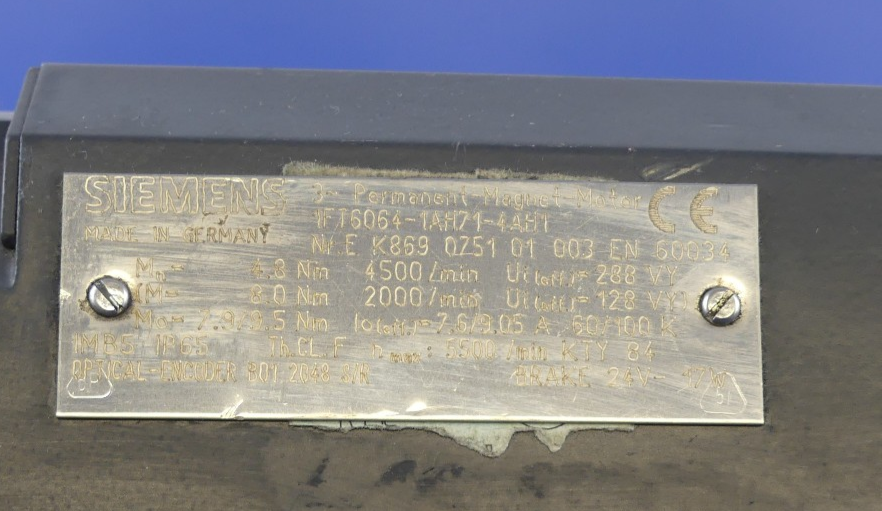 SIEMENS 3~ Permanent-Magnet-Motor CE
1FT6064-1AH71-4AH1
MADE IN GERMANY
Nr.E K869 0251 01 003 EN 60034
Mn= 4.8 Nm 4500/min Ui(eff)= 288 VY
M= 8.0 Nm 2000/min Ui(eff)= 128 VY
Mo= 7.9/9.5 Nm Io(eff)=7.6/9.05 A 60/100 K
IMB5 IP65 Th.CL.F nmax: 5500/min KTY 84
OPTICAL-ENCODER 2048 S/R BRAKE 24V-